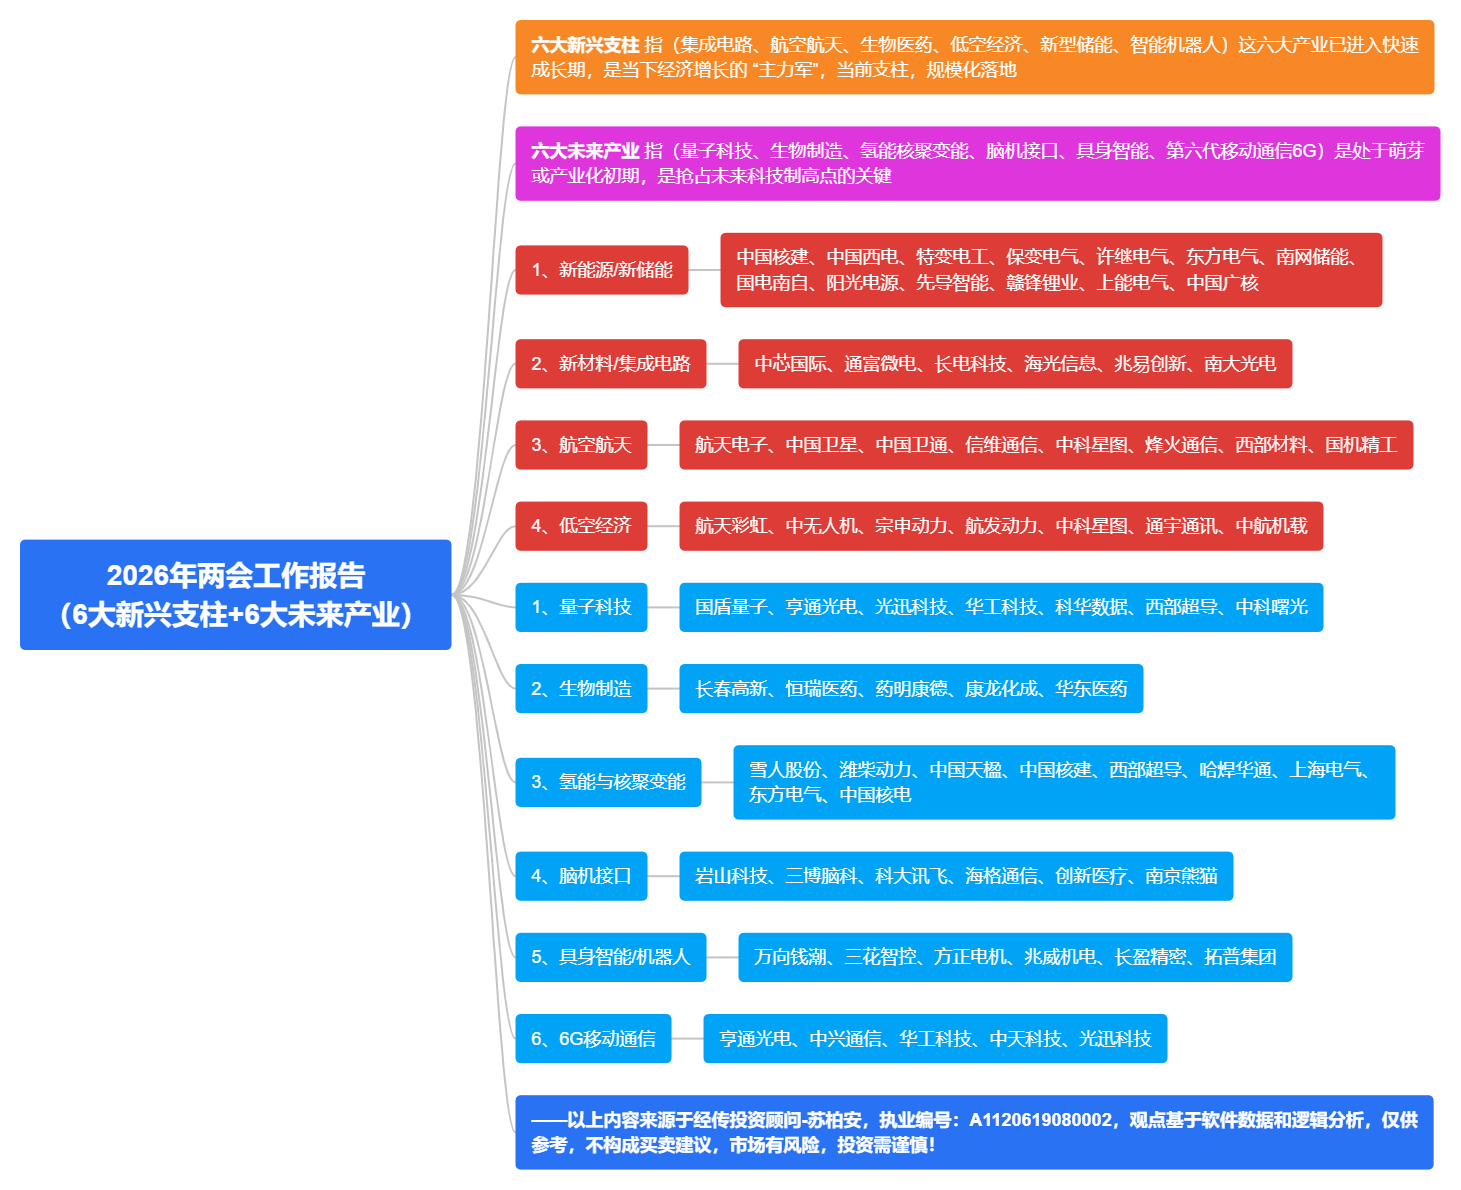 2026年两会工作报告
（6大新兴支柱+6大未来产业）
六大新兴支柱 指（集成电路、航空航天、生物医药、低空经济、新型储能、智能机器人）这六大产业已进入快速
成长期，是当下经济增长的 “主力军”，当前支柱，规模化落地
六大未来产业 指（量子科技、生物制造、氢能核聚变能、脑机接口、具身智能、第六代移动通信6G）是处于萌芽
或产业化初期，是抢占未来科技制高点的关键
1、新能源/新储能
中国核建、中国西电、特变电工、保变电气、许继电气、东方电气、南网储能、
国电南自、阳光电源、先导智能、赣锋锂业、上能电气、中国广核
2、新材料/集成电路
中芯国际、通富微电、长电科技、海光信息、兆易创新、南大光电
3、航空航天
航天电子、中国卫星、中国卫通、信维通信、中科星图、烽火通信、西部材料、国机精工
4、低空经济
航天彩虹、中无人机、宗申动力、航发动力、中科星图、通宇通讯、中航机载
1、量子科技
国盾量子、亨通光电、光迅科技、华工科技、科华数据、西部超导、中科曙光
2、生物制造
长春高新、恒瑞医药、药明康德、康龙化成、华东医药
3、氢能与核聚变能
雪人股份、潍柴动力、中国天楹、中国核建、西部超导、哈焊华通、上海电气、
东方电气、中国核电
4、脑机接口
岩山科技、三博脑科、科大讯飞、海格通信、创新医疗、南京熊猫
5、具身智能/机器人
万向钱潮、三花智控、方正电机、兆威机电、长盈精密、拓普集团
6、6G移动通信
亨通光电、中兴通信、华工科技、中天科技、光迅科技
——以上内容来源于经传投资顾问-苏柏安，执业编号：A1120619080002，观点基于软件数据和逻辑分析，仅供
参考，不构成买卖建议，市场有风险，投资需谨慎！